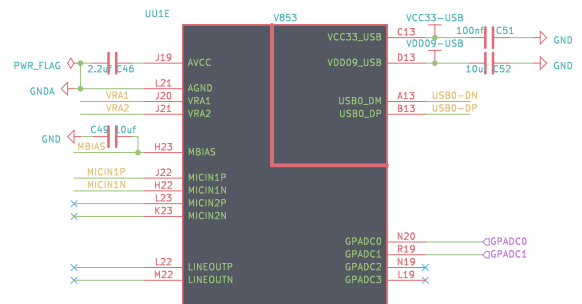 UU1E V853
VCC33-USB
VCC33_USB C13 100nf C51 GND
VDD09-USB
PWR_FLAG 2.2uf C46 J19 AVCC VDD09_USB D13 10u C52 GND
GNDA L21 AGND
VRA1 J20 VRA1 USB0_DM A13 USB0-DN
VRA2 J21 VRA2 USB0_DP B13 USB0-DP
C49 10uf
GND
MBIAS H23 MBIAS
MICIN1P J22 MICIN1P
MICIN1N H22 MICIN1N
L23 MICIN2P
K23 MICIN2N
GPADC0 N20 GPADC0
GPADC1 R19 GPADC1
L22 LINEOUTP GPADC2 N19
M22 LINEOUTN GPADC3 L19